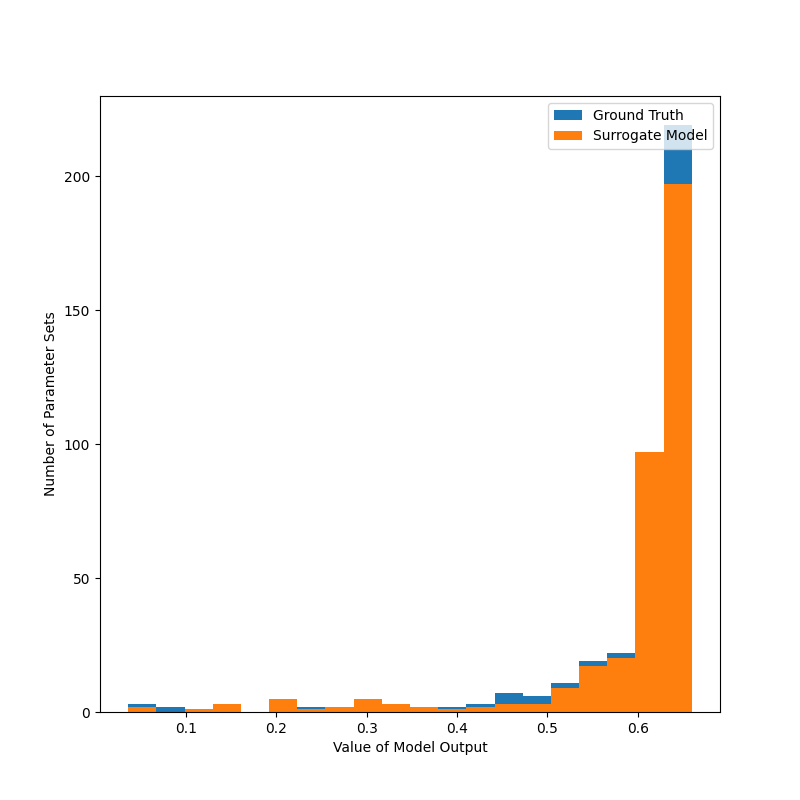 Ground Truth
Surrogate Model
200
150
100
50
0
0.1 0.2 0.3 0.4 0.5 0.6
Number of Parameter Sets
Value of Model Output